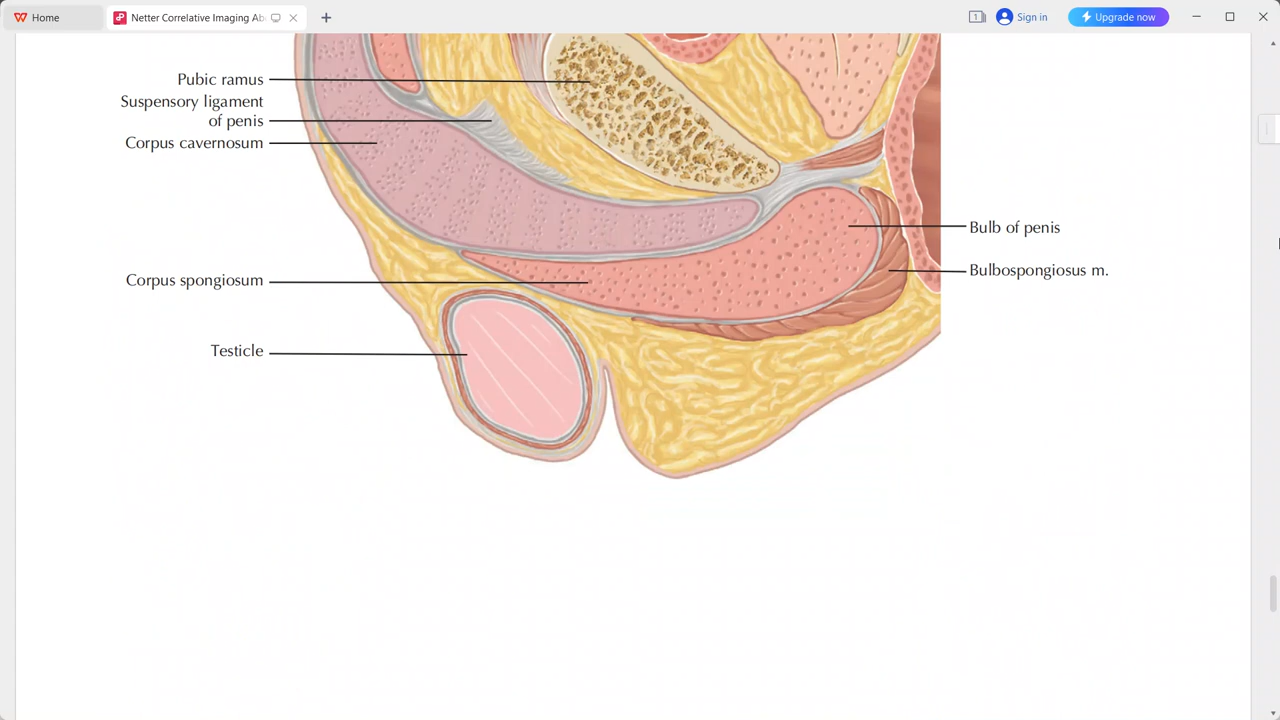 Home
Netter Correlative Imaging Ab
1
Sign in
Upgrade now
Pubic ramus
Suspensory ligament
of penis
Corpus cavernosum
Bulb of penis
Bulbospongiosus m.
Corpus spongiosum
Testicle